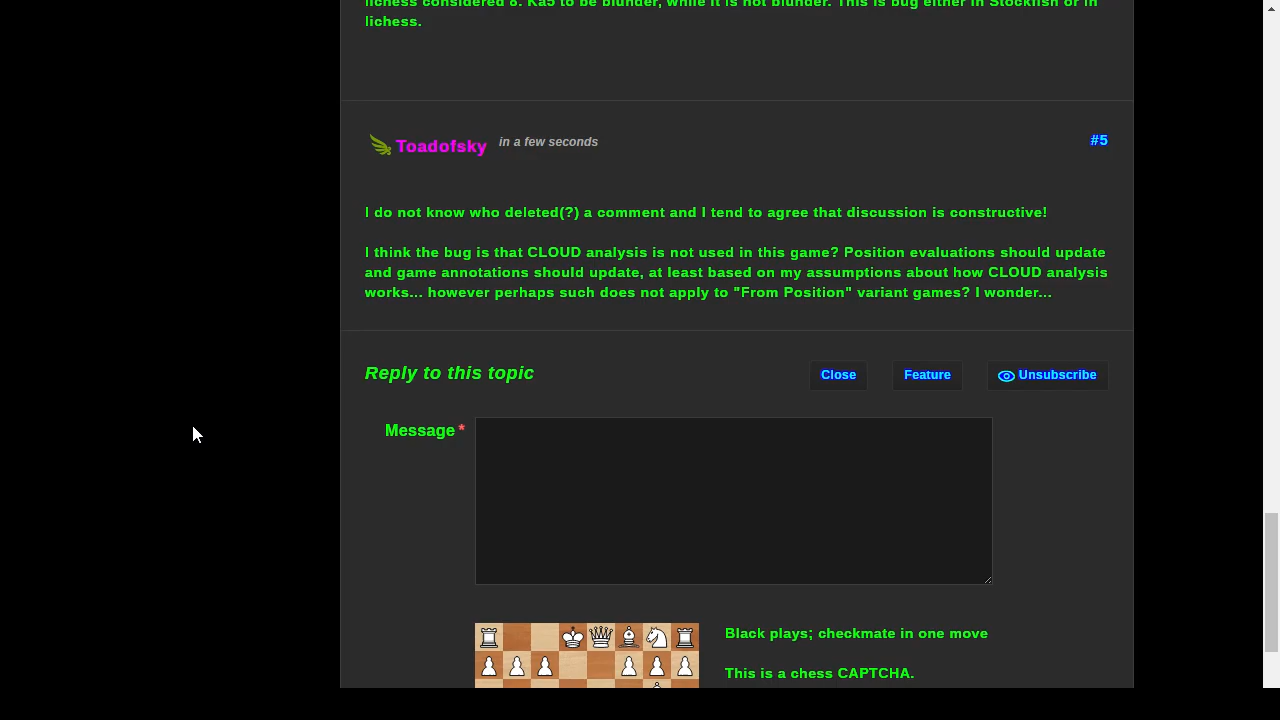 lichess considered 8. Ka5 to be blunder, while it is not blunder. This is bug either in Stockfish or in
lichess.
Toadofsky in a few seconds #5
I do not know who deleted(?) a comment and I tend to agree that discussion is constructive!
I think the bug is that CLOUD analysis is not used in this game? Position evaluations should update
and game annotations should update, at least based on my assumptions about how CLOUD analysis
works... however perhaps such does not apply to "From Position" variant games? I wonder...
Reply to this topic Close Feature Unsubscribe
Message *
Black plays; checkmate in one move
This is a chess CAPTCHA.